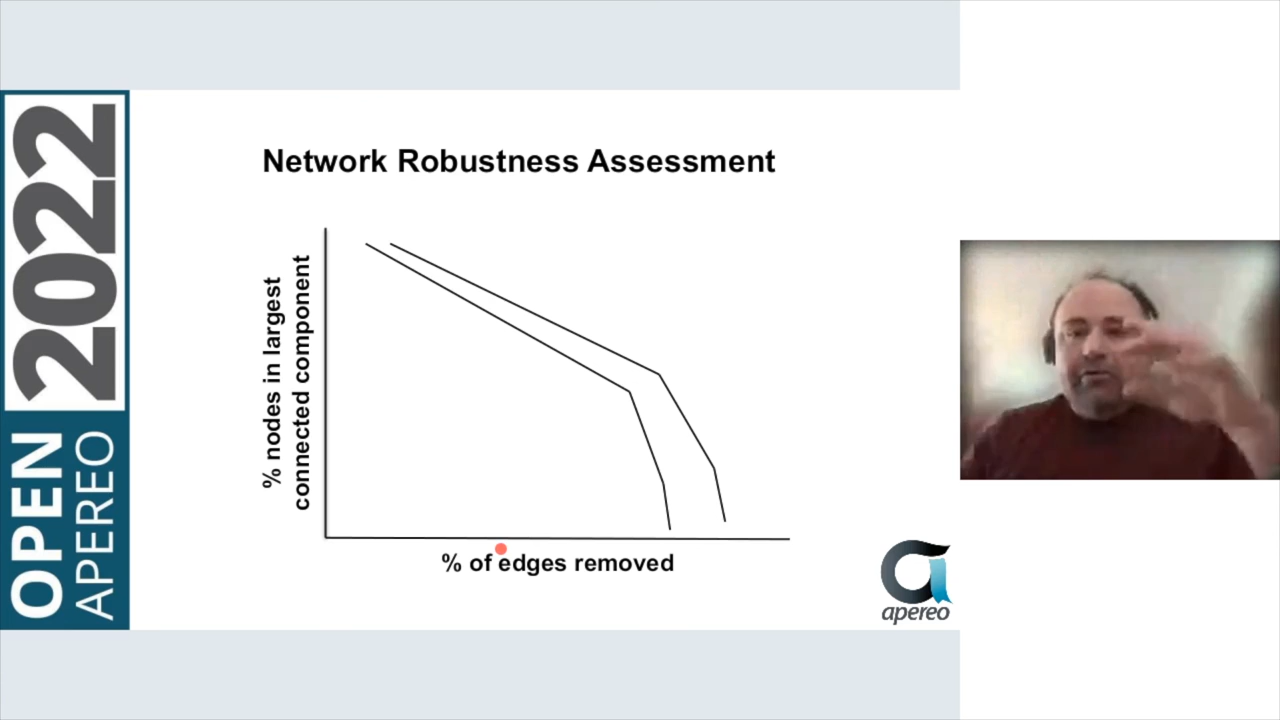 OPEN 2022
APEREO
Network Robustness Assessment
% nodes in largest
connected component
% of edges removed
apereo